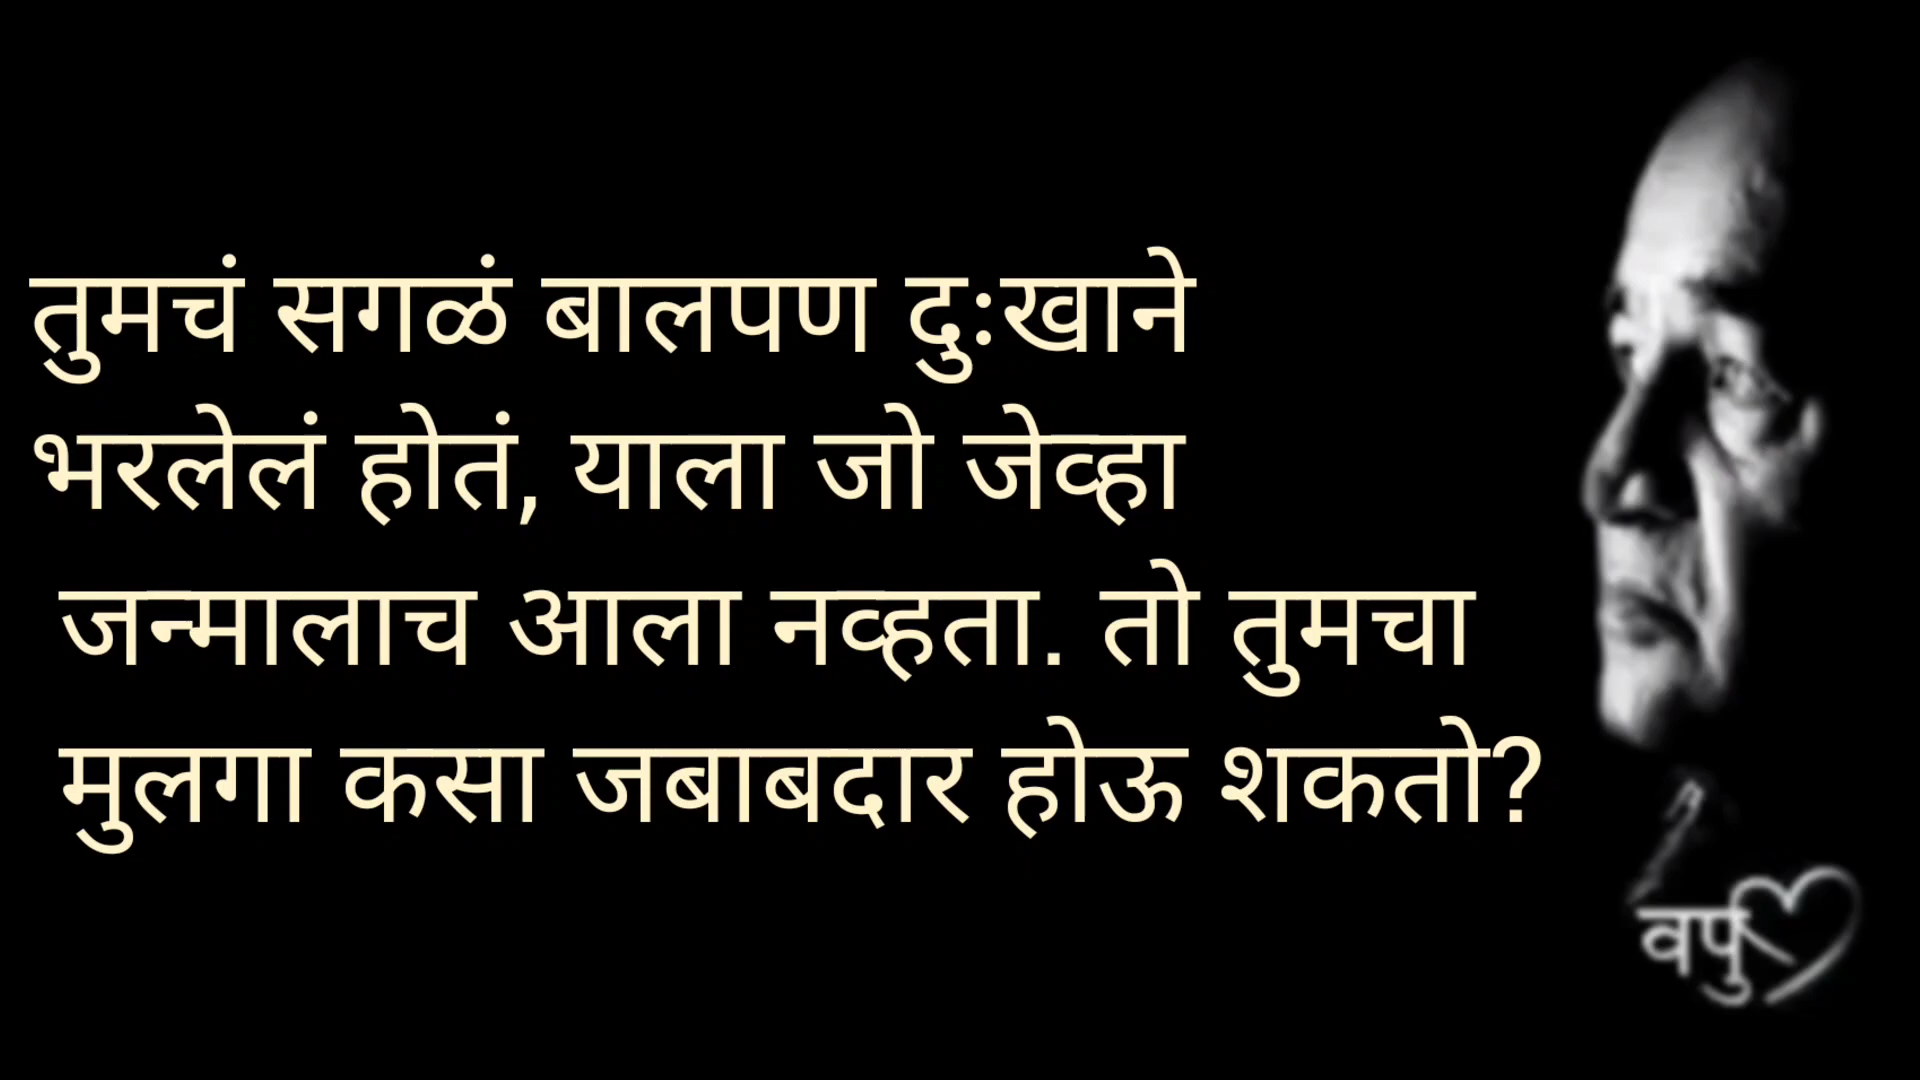 तुमचं सगळं बालपण दुःखाने
भरलेलं होतं, याला जो जेव्हा
जन्मालाच आला नव्हता. तो तुमचा
मुलगा कसा जबाबदार होऊ शकतो?
वपु